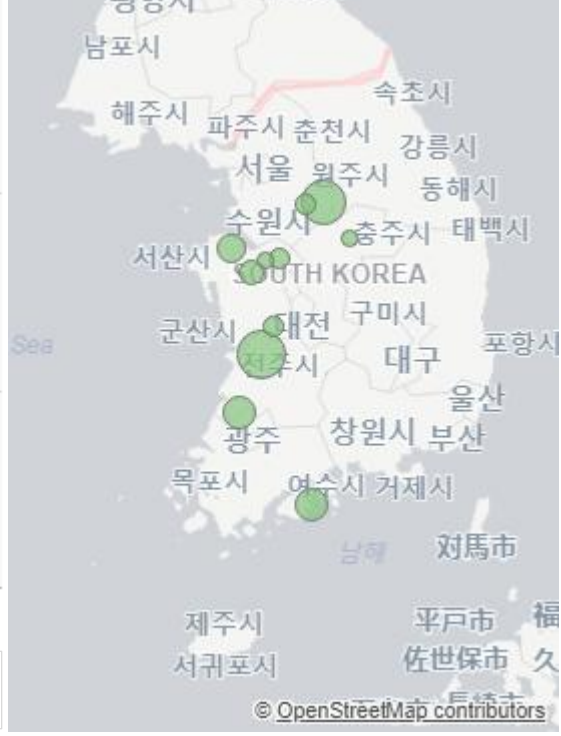 남포시
속초시
해주시
파주시 춘천시
강릉시
서울 원주시
동해시
수원시 충주시 태백시
서산시
SOUTH KOREA
구미시
군산시 대전
Sea
포항시
전주시 대구
울산
광주 창원시 부산
목포시 여수시 거제시
남해 対馬市
제주시 平戸市 福
서귀포시 佐世保市 久
© OpenStreetMap contributors